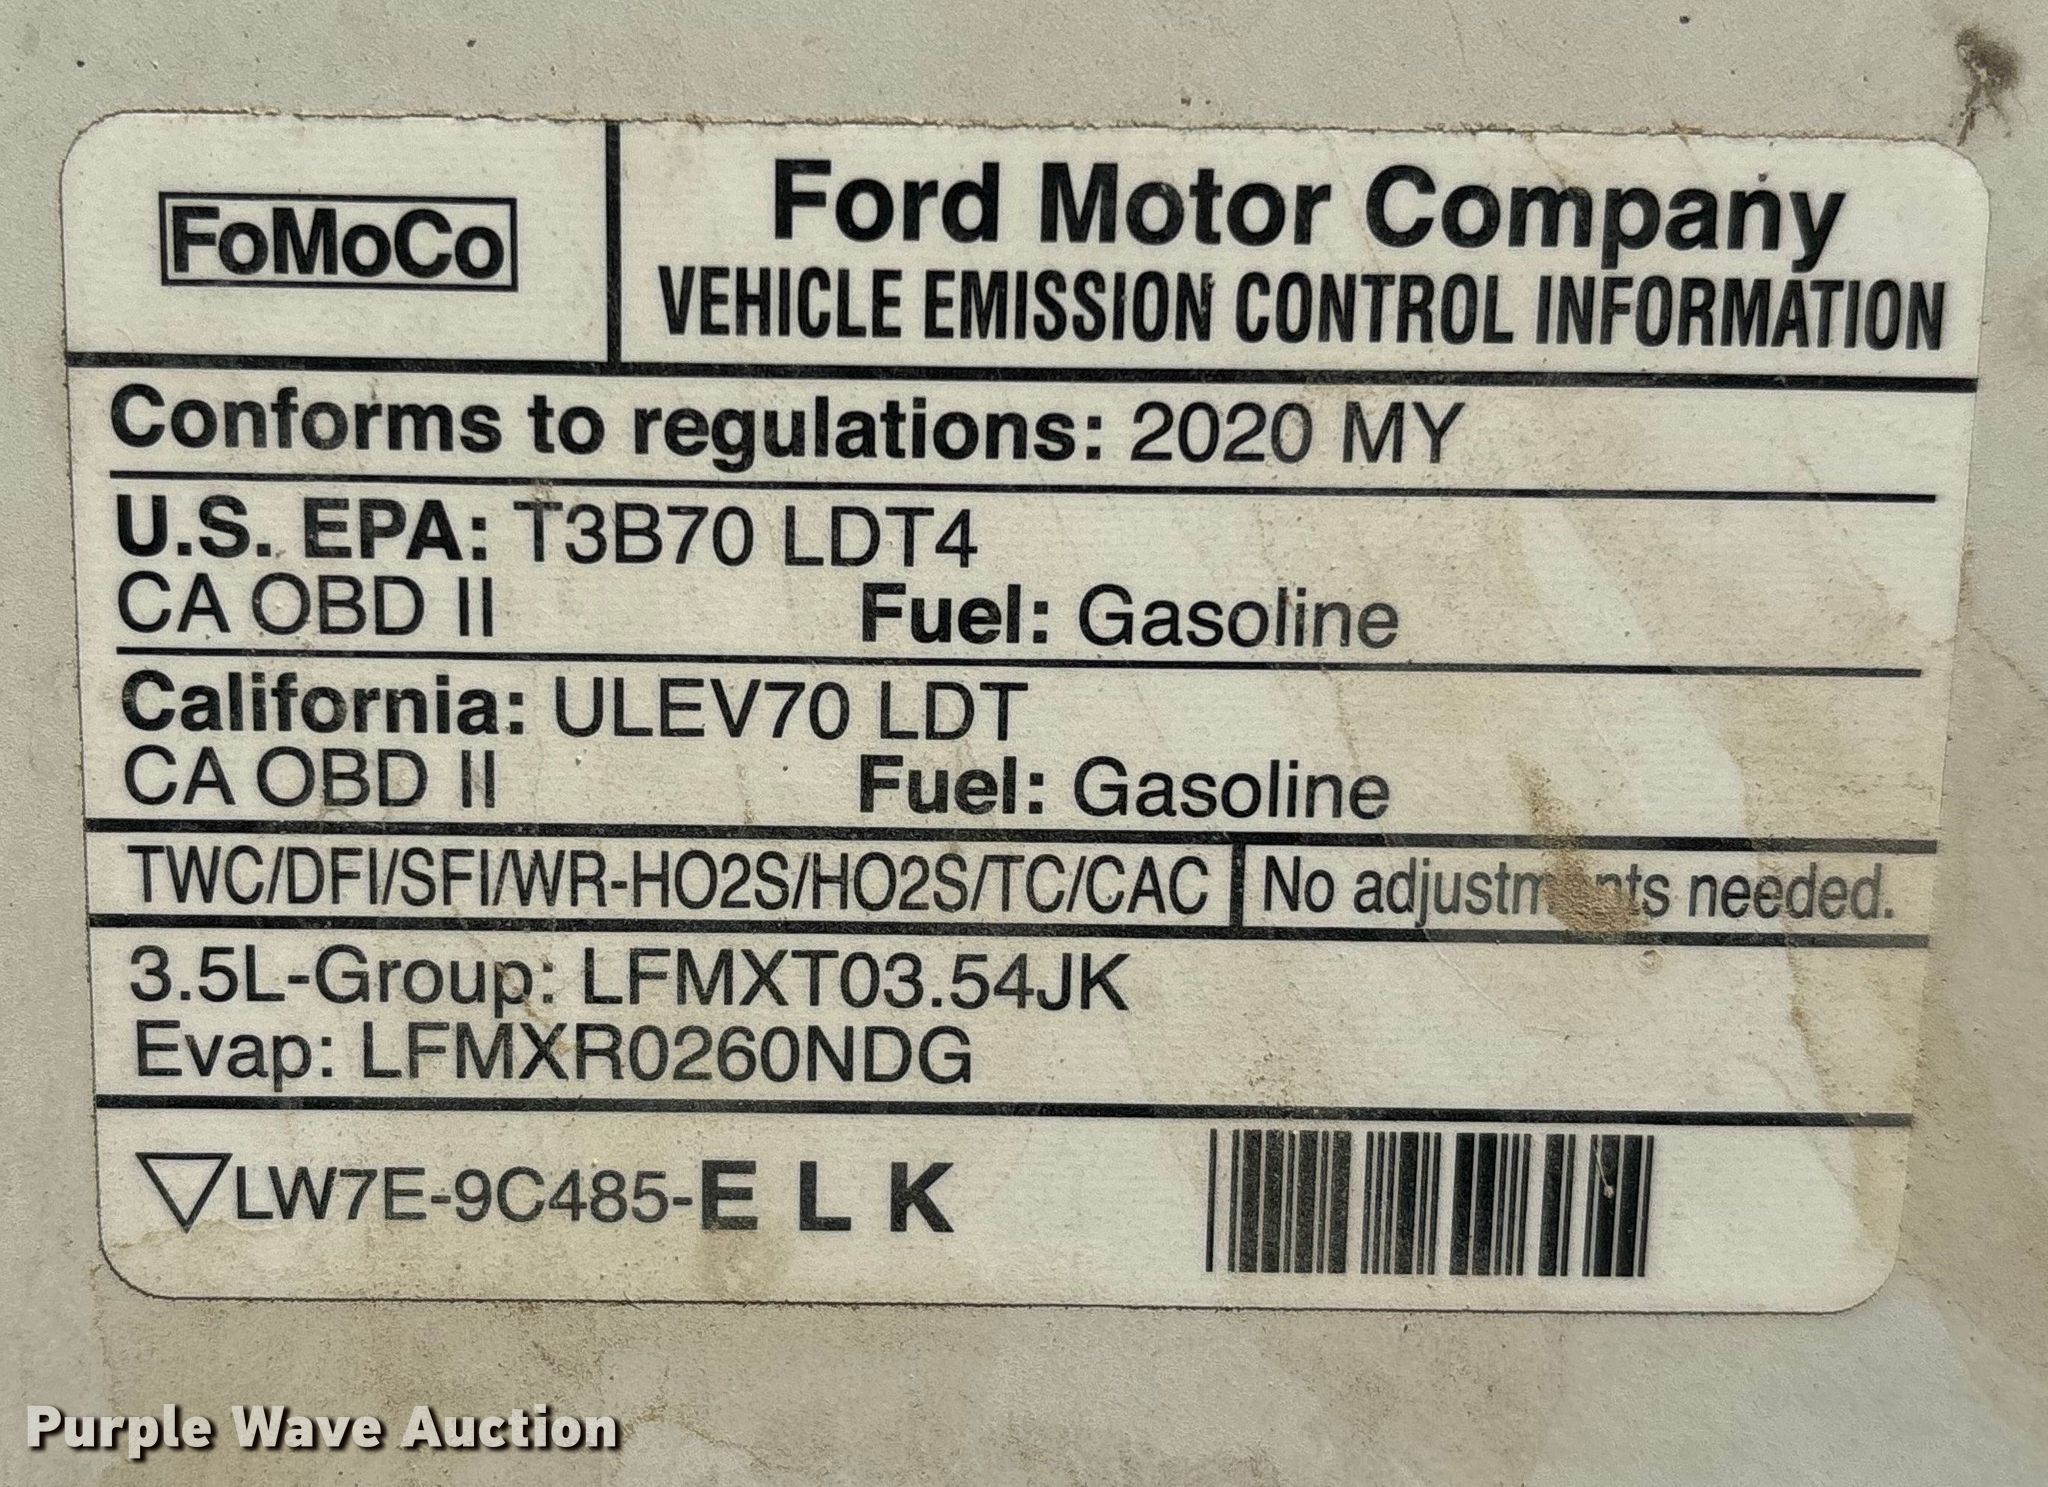 FoMoCo
Ford Motor Company
VEHICLE EMISSION CONTROL INFORMATION
Conforms to regulations: 2020 MY
U.S. EPA: T3B70 LDT4
CA OBD II Fuel: Gasoline
California: ULEV70 LDT
CA OBD II Fuel: Gasoline
TWC/DFI/SFI/WR-HO2S/HO2S/TC/CAC No adjustments needed.
3.5L-Group: LFMXT03.54JK
Evap: LFMXR0260NDG
LW7E-9C485-E L K
Purple Wave Auction